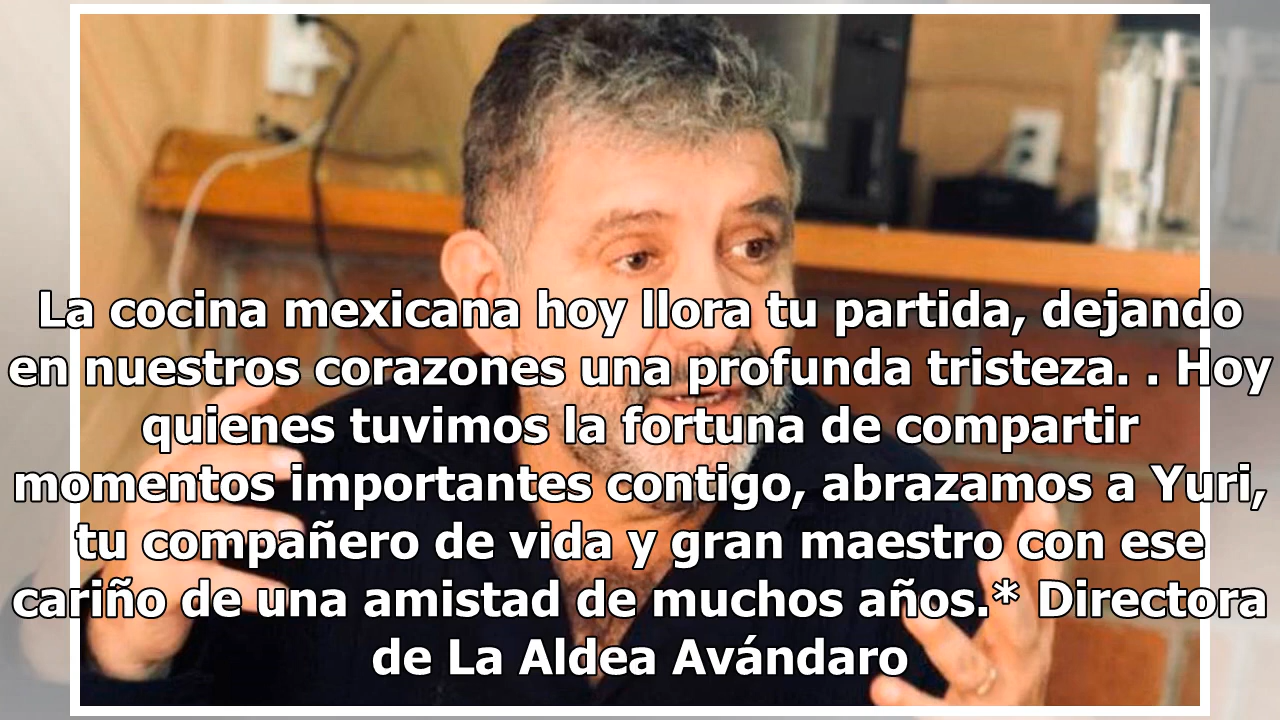 La cocina mexicana hoy llora tu partida, dejando
en nuestros corazones una profunda tristeza. . Hoy
quienes tuvimos la fortuna de compartir
momentos importantes contigo, abrazamos a Yuri,
tu compañero de vida y gran maestro con ese
cariño de una amistad de muchos años.* Directora
de La Aldea Avándaro